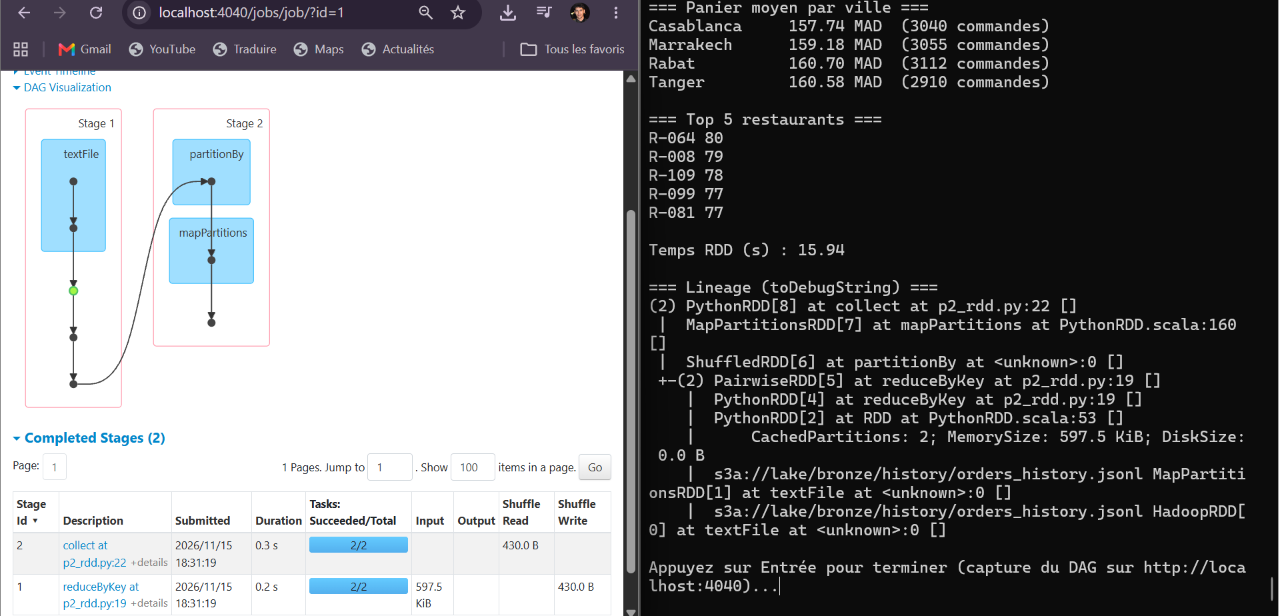 localhost:4040/jobs/job/?id=1
Gmail
YouTube
Traduire
Maps
Actualités
Tous les favoris
Event Timeline
DAG Visualization
Stage 1
Stage 2
textFile
partitionBy
mapPartitions
Completed Stages (2)
Page: 1
1 Pages. Jump to 1 . Show 100 items in a page. Go
Stage Id ▾ Description Submitted Duration Tasks: Succeeded/Total Input Output Shuffle Read Shuffle Write
2 collect at 2026/11/15 0.3 s 2/2 430.0 B
p2_rdd.py:22 +details 18:31:19
1 reduceByKey at 2026/11/15 0.2 s 2/2 597.5 430.0 B
p2_rdd.py:19 +details 18:31:19 KiB
=== Panier moyen par ville ===
Casablanca 157.74 MAD (3040 commandes)
Marrakech 159.18 MAD (3055 commandes)
Rabat 160.70 MAD (3112 commandes)
Tanger 160.58 MAD (2910 commandes)
=== Top 5 restaurants ===
R-064 80
R-008 79
R-109 78
R-099 77
R-081 77
Temps RDD (s) : 15.94
=== Lineage (toDebugString) ===
(2) PythonRDD[8] at collect at p2_rdd.py:22 []
 | MapPartitionsRDD[7] at mapPartitions at PythonRDD.scala:160
[]
 | ShuffledRDD[6] at partitionBy at <unknown>:0 []
 +-(2) PairwiseRDD[5] at reduceByKey at p2_rdd.py:19 []
 | PythonRDD[4] at reduceByKey at p2_rdd.py:19 []
 | PythonRDD[2] at RDD at PythonRDD.scala:53 []
 | CachedPartitions: 2; MemorySize: 597.5 KiB; DiskSize:
 0.0 B
 | s3a://lake/bronze/history/orders_history.jsonl MapPartiti
onsRDD[1] at textFile at <unknown>:0 []
 | s3a://lake/bronze/history/orders_history.jsonl HadoopRDD[
0] at textFile at <unknown>:0 []
Appuyez sur Entrée pour terminer (capture du DAG sur http://loca
lhost:4040)...